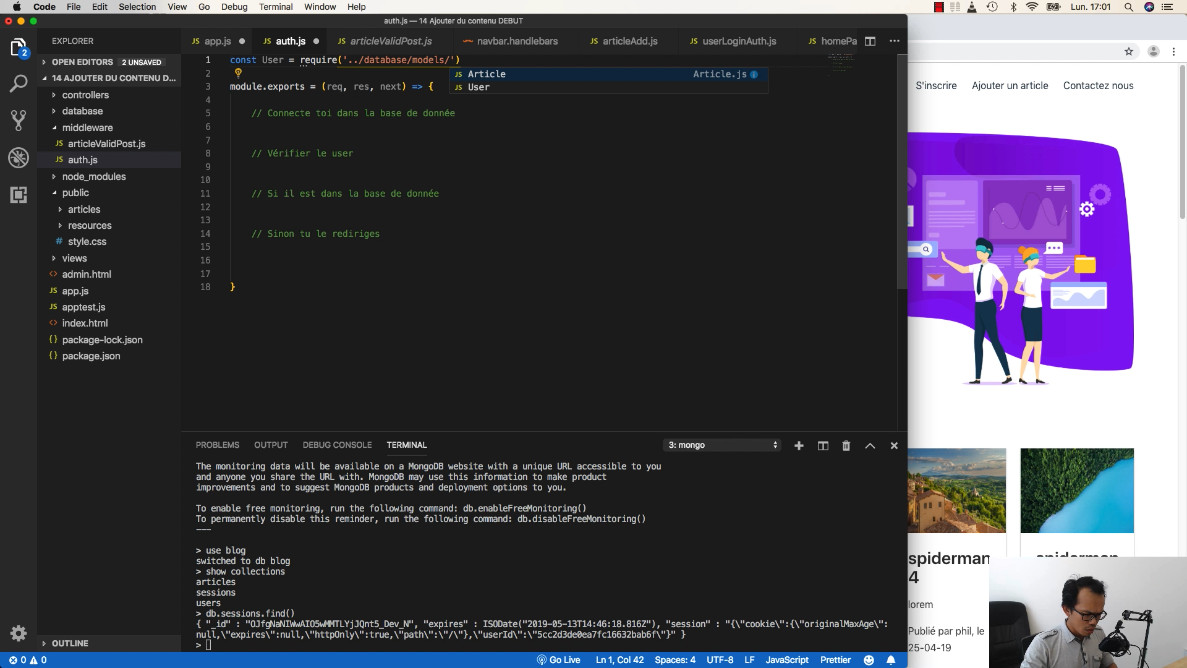 Code File Edit Selection View Go Debug Terminal Window Help
Lun. 17:01
auth.js — 14 Ajouter du contenu DEBUT
EXPLORER
JS app.js
JS auth.js
JS articleValidPost.js
navbar.handlebars
JS articleAdd.js
JS userLoginAuth.js
JS homePa
OPEN EDITORS 2 UNSAVED
14 AJOUTER DU CONTENU D...
controllers
database
middleware
JS articleValidPost.js
JS auth.js
node_modules
public
articles
resources
# style.css
views
<> admin.html
JS app.js
JS apptest.js
<> index.html
{} package-lock.json
{} package.json
OUTLINE
2
1 const User = require('../database/models/')
2
3 module.exports = (req, res, next) => {
4
5 // Connecte toi dans la base de donnée
6
7
8 // Vérifier le user
9
10
11 // Si il est dans la base de donnée
12
13
14 // Sinon tu le rediriges
15
16
17
18 }
JS Article Article.js
JS User
PROBLEMS OUTPUT DEBUG CONSOLE TERMINAL
3: mongo
The monitoring data will be available on a MongoDB website with a unique URL accessible to you
and anyone you share the URL with. MongoDB may use this information to make product
improvements and to suggest MongoDB products and deployment options to you.
To enable free monitoring, run the following command: db.enableFreeMonitoring()
To permanently disable this reminder, run the following command: db.disableFreeMonitoring()
---
> use blog
switched to db blog
> show collections
articles
sessions
users
> db.sessions.find()
{ "_id" : "OJfgNaNIWwAIO5wMMTLYjJQnt5_Dev_N", "expires" : ISODate("2019-05-13T14:46:18.816Z"), "session" : "{\"cookie\":{\"originalMaxAge\":
null,\"expires\":null,\"httpOnly\":true,\"path\":\"/\"},\"userId\":\"5cc2d3de0ea7fc16632bab6f\"}" }
>
0 0
Go Live Ln 1, Col 42 Spaces: 4 UTF-8 LF JavaScript Prettier
S'inscrire Ajouter un article Contactez nous
spiderman
4
lorem
Publié par phil, le
25-04-19